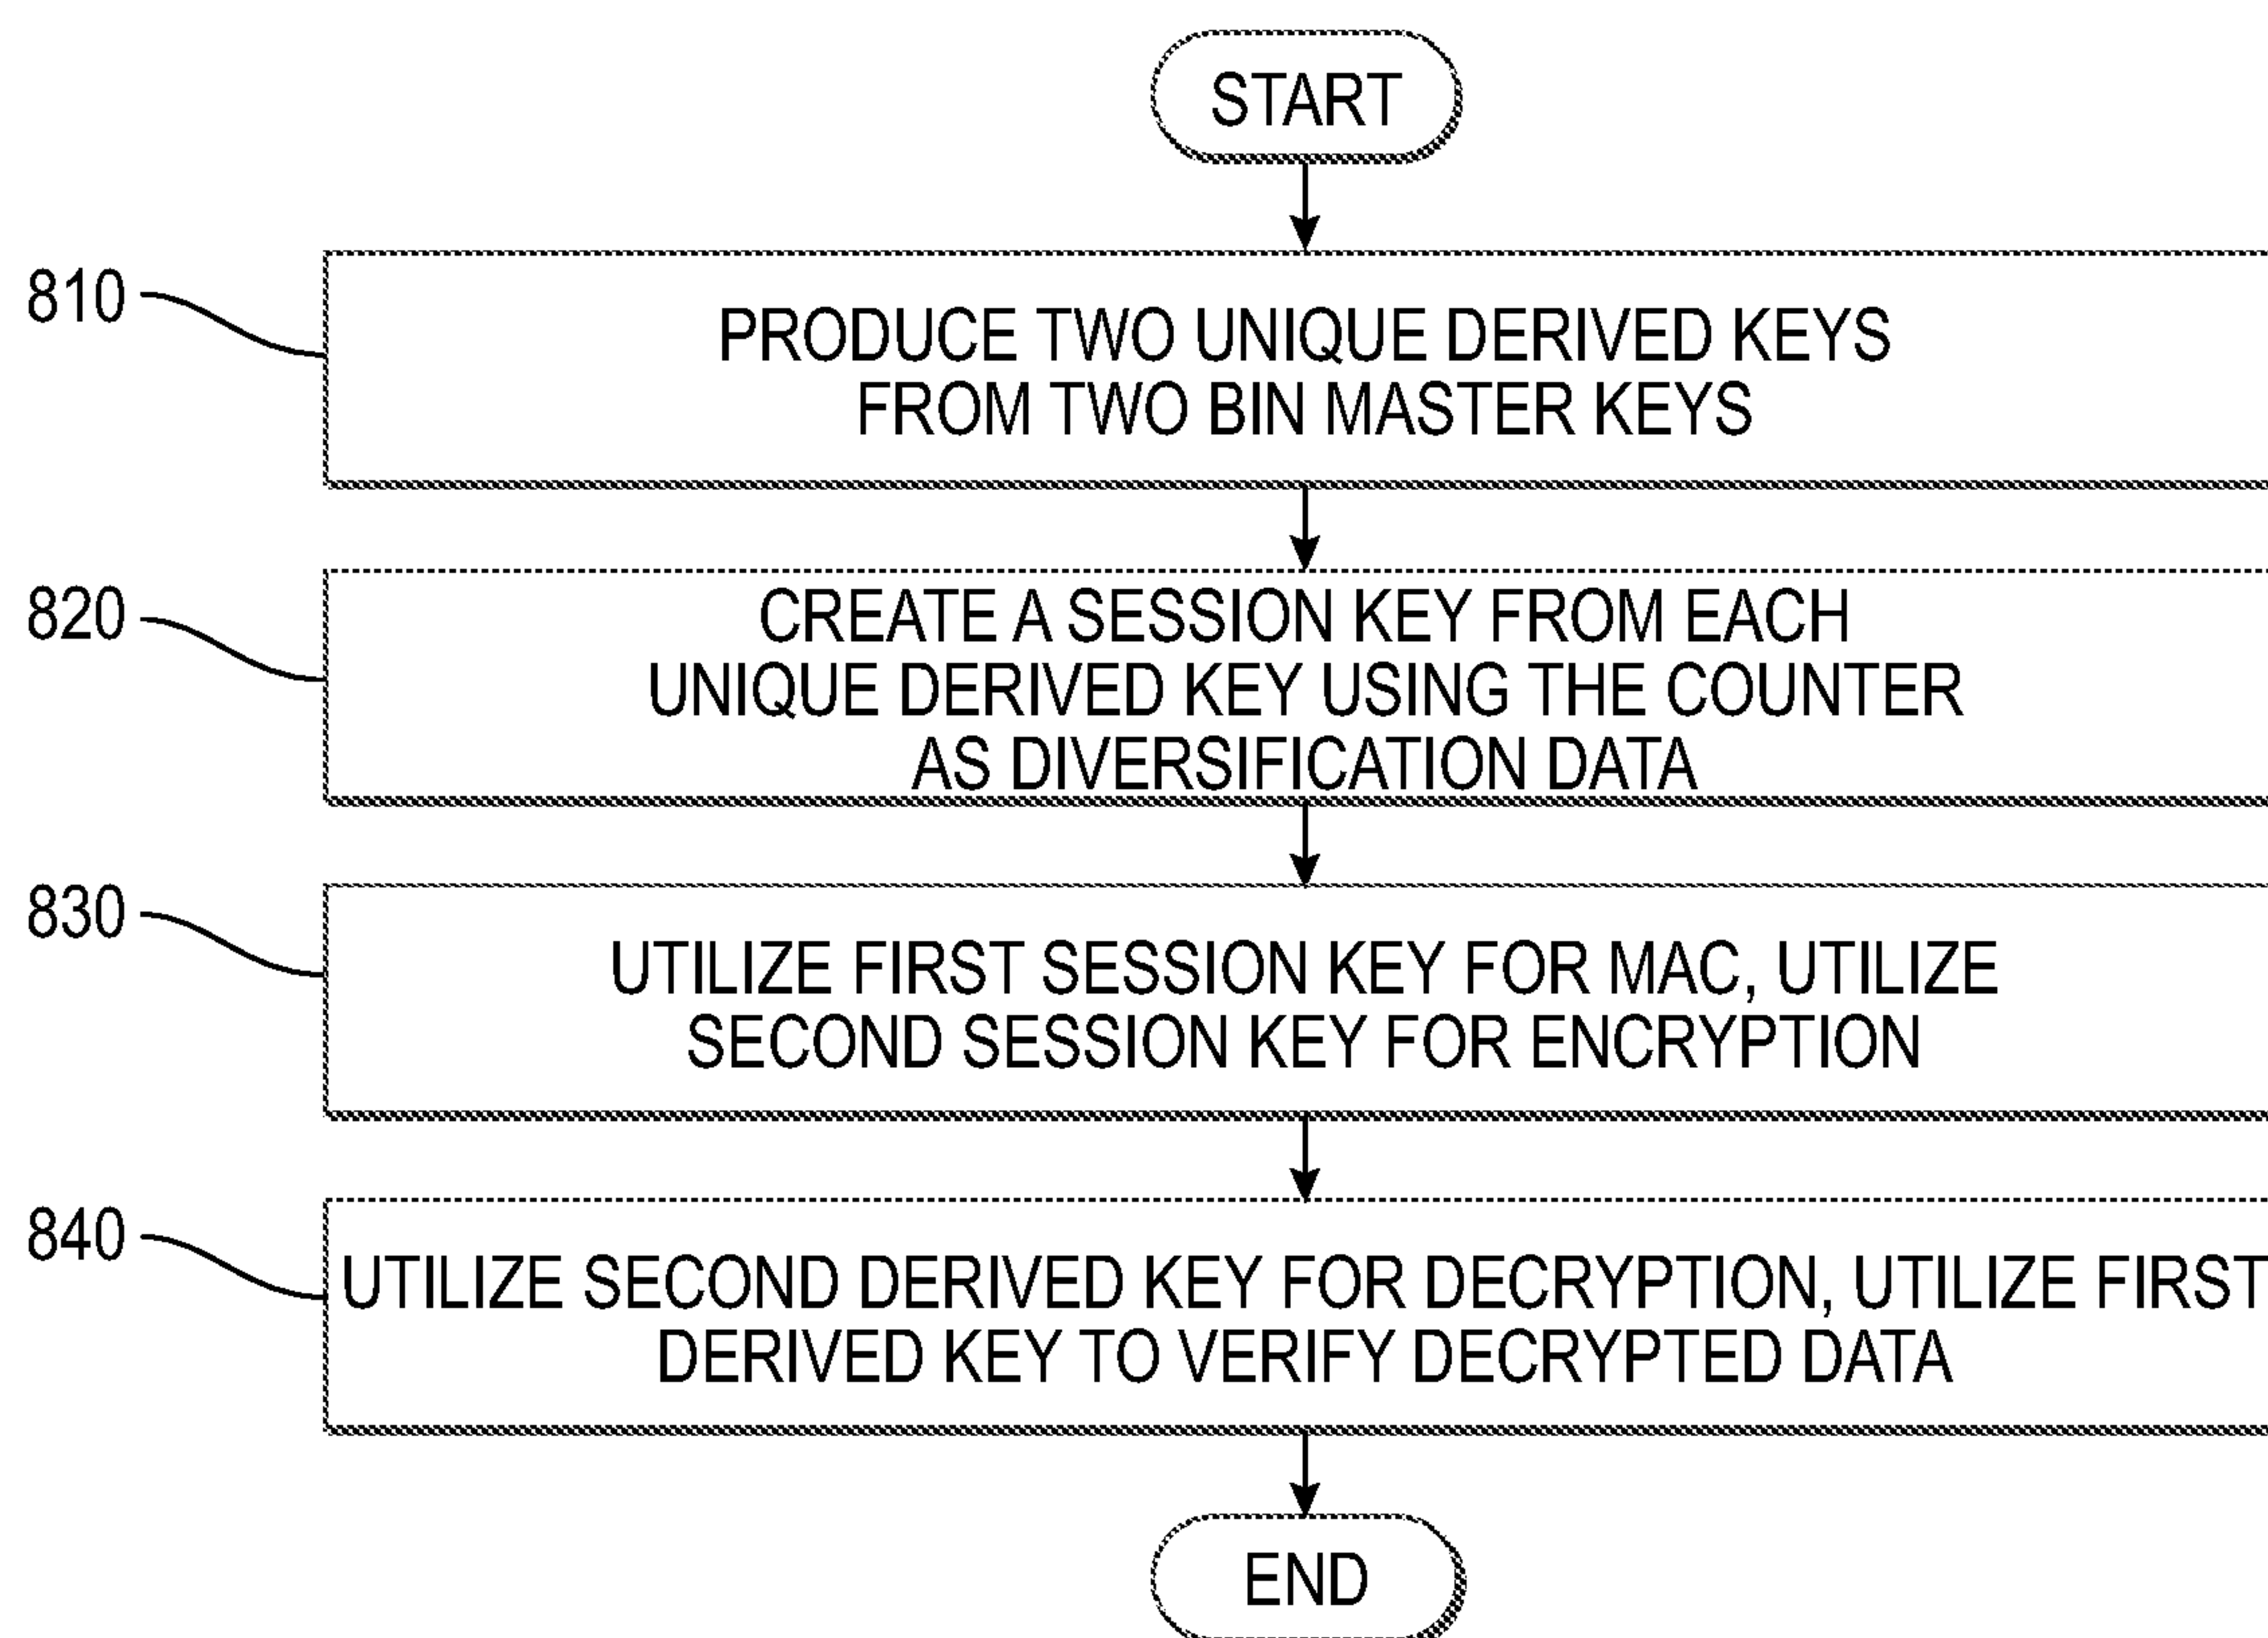 START
810
PRODUCE TWO UNIQUE DERIVED KEYS
FROM TWO BIN MASTER KEYS
820
CREATE A SESSION KEY FROM EACH
UNIQUE DERIVED KEY USING THE COUNTER
AS DIVERSIFICATION DATA
830
UTILIZE FIRST SESSION KEY FOR MAC, UTILIZE
SECOND SESSION KEY FOR ENCRYPTION
840
UTILIZE SECOND DERIVED KEY FOR DECRYPTION, UTILIZE FIRST
DERIVED KEY TO VERIFY DECRYPTED DATA
END